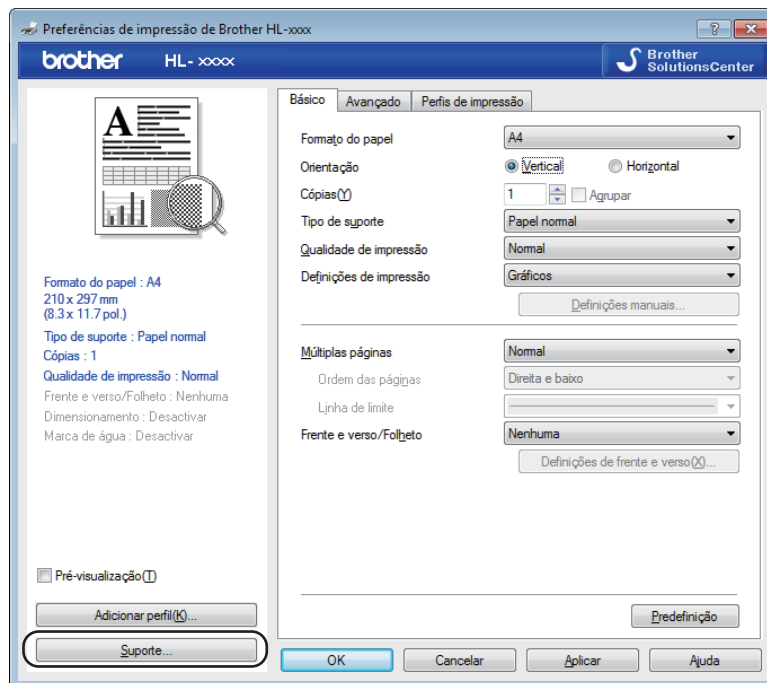 Preferências de impressão de Brother HL-xxxx
brother HL- xxxx
Brother
SolutionsCenter
A
Formato do papel : A4
210 x 297 mm
(8.3 x 11.7 pol.)
Tipo de suporte : Papel normal
Cópias : 1
Qualidade de impressão : Normal
Frente e verso/Folheto : Nenhuma
Dimensionamento : Desactivar
Marca de água : Desactivar
Pré-visualização(T)
Adicionar perfil(K)...
Suporte...
Básico Avançado Perfis de impressão
Formato do papel A4
Orientação Vertical Horizontal
Cópias(Y) 1 Agrupar
Tipo de suporte Papel normal
Qualidade de impressão Normal
Definições de impressão Gráficos
Definições manuais...
Múltiplas páginas Normal
Ordem das páginas Direita e baixo
Linha de limite
Frente e verso/Folheto Nenhuma
Definições de frente e verso(X)...
Predefinição
OK Cancelar Aplicar Ajuda